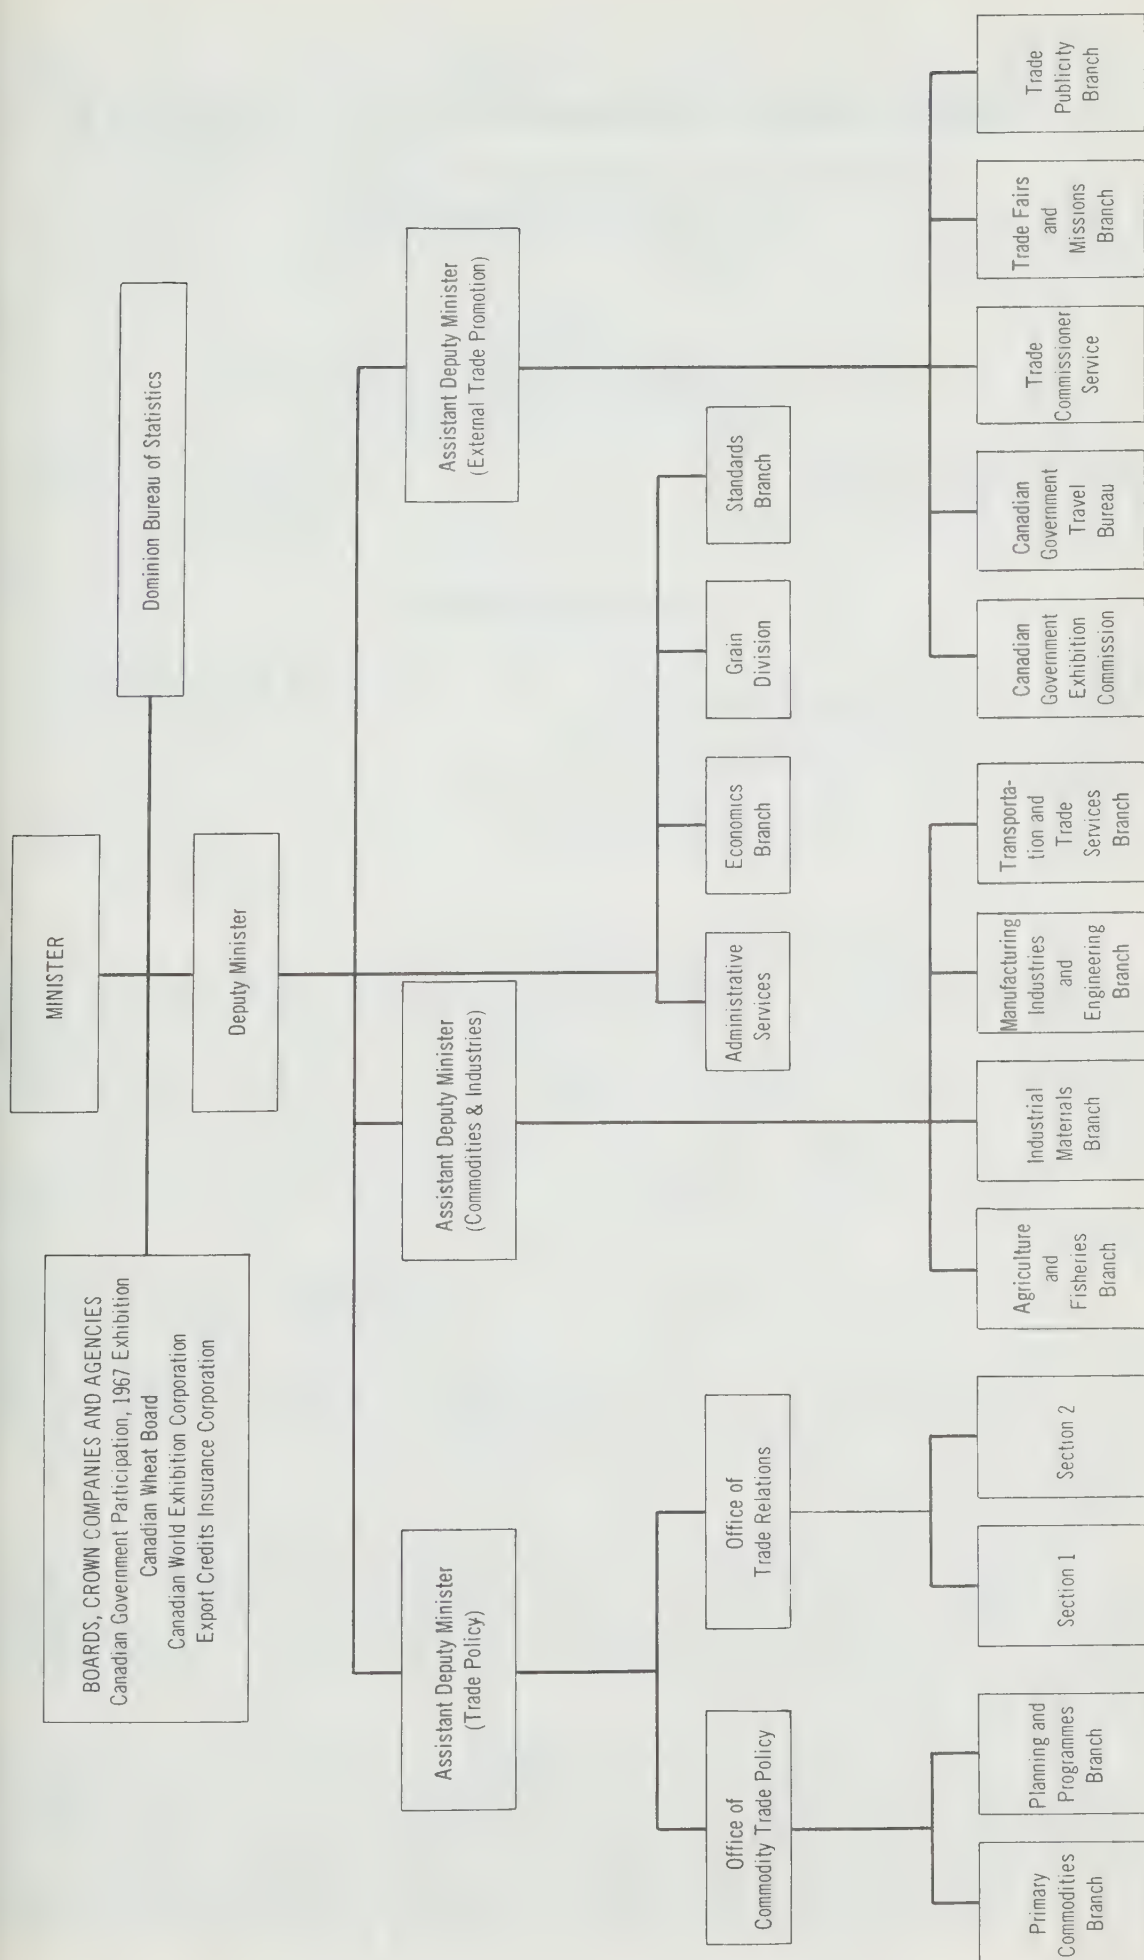 MINISTER
Dominion Bureau of Statistics
BOARDS, CROWN COMPANIES AND AGENCIES
Canadian Government Participation, 1967 Exhibition
Canadian Wheat Board
Canadian World Exhibition Corporation
Export Credits Insurance Corporation
Deputy Minister
Assistant Deputy Minister
(Trade Policy)
Assistant Deputy Minister
(Commodities & Industries)
Assistant Deputy Minister
(External Trade Promotion)
Office of
Commodity Trade Policy
Office of
Trade Relations
Administrative
Services
Economics
Branch
Grain
Division
Standards
Branch
Primary
Commodities
Branch
Planning and
Programmes
Branch
Section 1
Section 2
Agriculture
and
Fisheries
Branch
Industrial
Materials
Branch
Manufacturing
Industries
and
Engineering
Branch
Transporta-
tion and
Trade
Services
Branch
Canadian
Government
Exhibition
Commission
Canadian
Government
Travel
Bureau
Trade
Commissioner
Service
Trade Fairs
and
Missions
Branch
Trade
Publicity
Branch